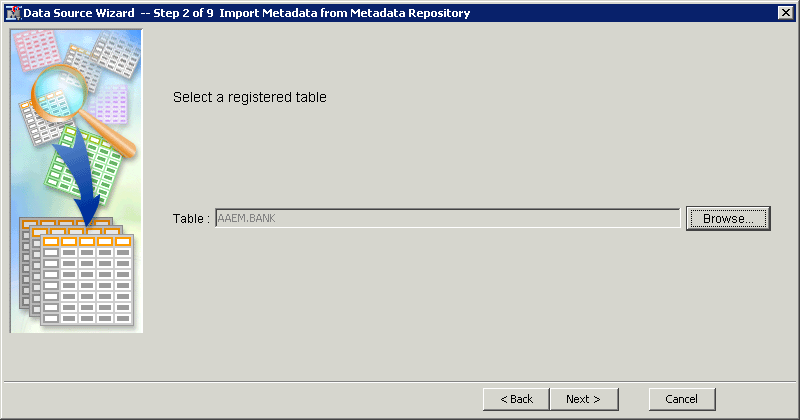 Data Source Wizard -- Step 2 of 9 Import Metadata from Metadata Repository
Select a registered table
Table : AAEM.BANK Browse...
< Back Next > Cancel